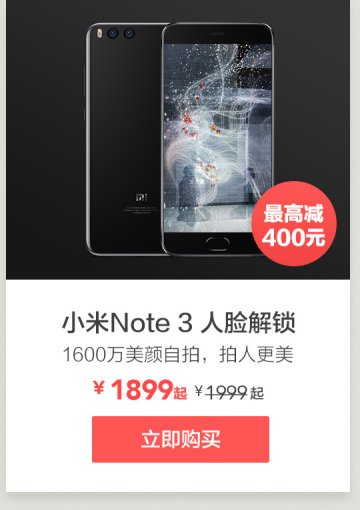 mi
最高减
400元
小米Note 3 人脸解锁
1600万美颜自拍，拍人更美
¥ 1899起 ¥1999起
立即购买